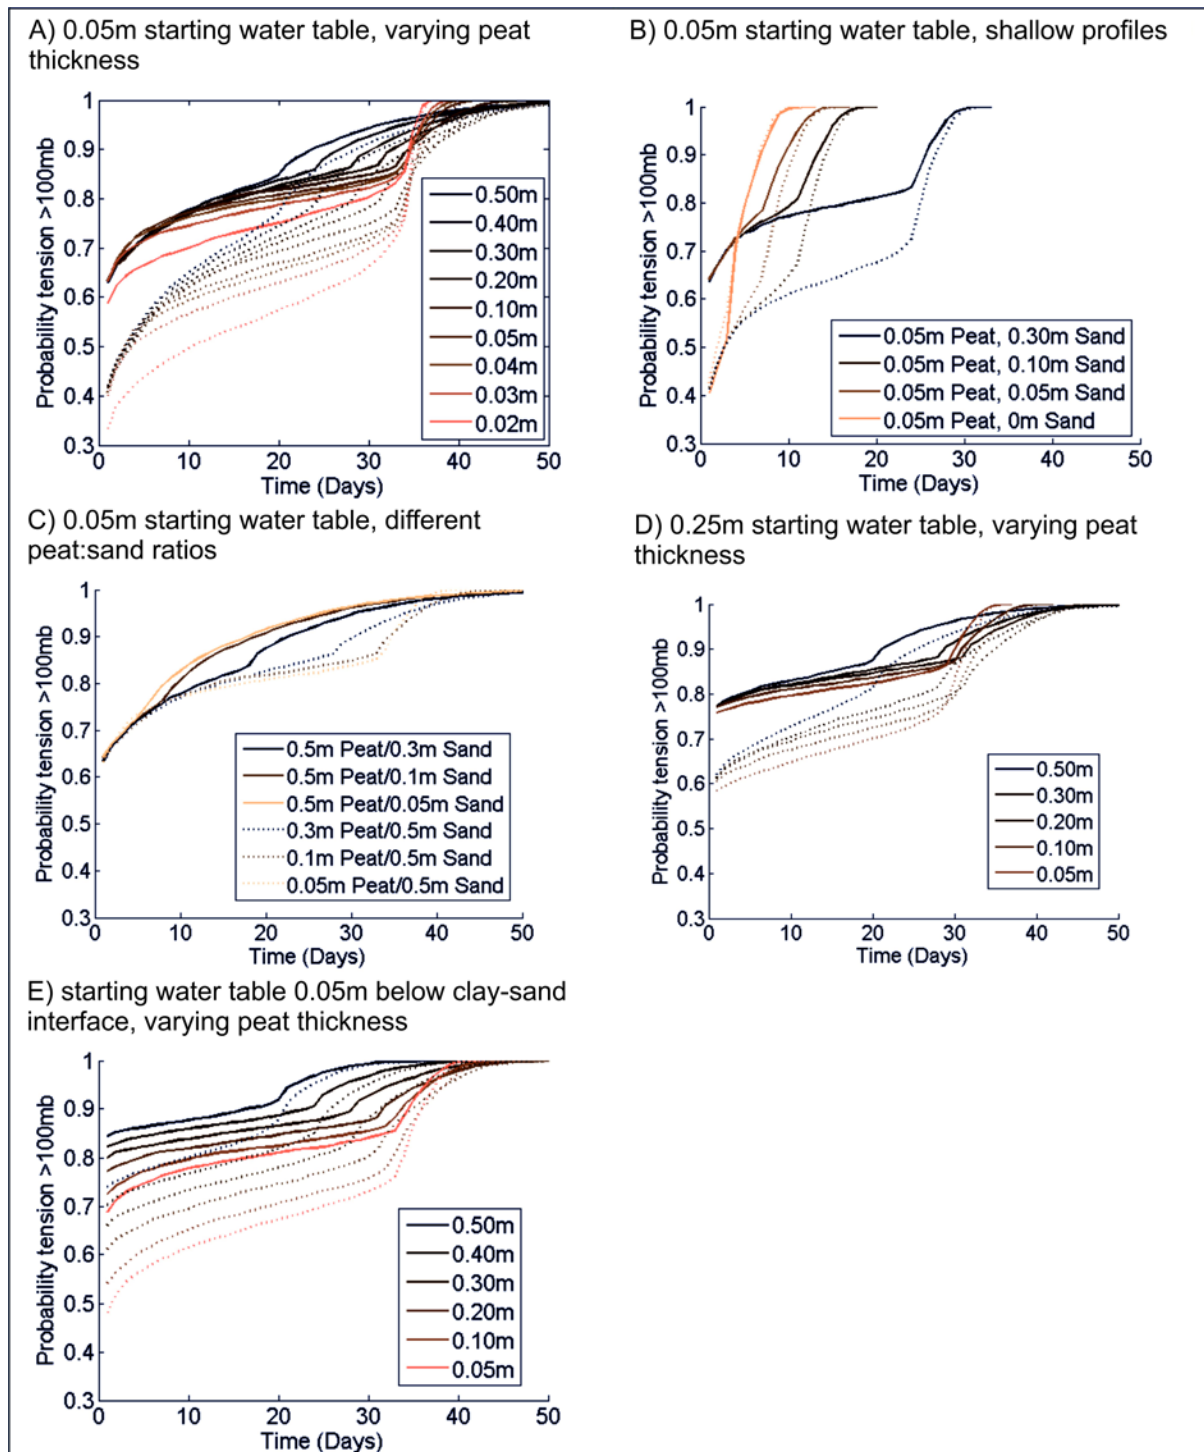 A) 0.05m starting water table, varying peat
thickness
Probability tension >100mb
1
0.9
0.8
0.7
0.6
0.5
0.4
0.3
0 10 20 30 40 50
Time (Days)
0.50m
0.40m
0.30m
0.20m
0.10m
0.05m
0.04m
0.03m
0.02m
B) 0.05m starting water table, shallow profiles
Probability tension >100mb
1
0.9
0.8
0.7
0.6
0.5
0.4
0.3
0 10 20 30 40 50
Time (Days)
0.05m Peat, 0.30m Sand
0.05m Peat, 0.10m Sand
0.05m Peat, 0.05m Sand
0.05m Peat, 0m Sand
C) 0.05m starting water table, different
peat:sand ratios
Probability tension >100mb
1
0.9
0.8
0.7
0.6
0.5
0.4
0.3
0 10 20 30 40 50
Time (Days)
0.5m Peat/0.3m Sand
0.5m Peat/0.1m Sand
0.5m Peat/0.05m Sand
0.3m Peat/0.5m Sand
0.1m Peat/0.5m Sand
0.05m Peat/0.5m Sand
D) 0.25m starting water table, varying peat
thickness
Probability tension >100mb
1
0.9
0.8
0.7
0.6
0.5
0.4
0.3
0 10 20 30 40 50
Time (Days)
0.50m
0.30m
0.20m
0.10m
0.05m
E) starting water table 0.05m below clay-sand
interface, varying peat thickness
Probability tension >100mb
1
0.9
0.8
0.7
0.6
0.5
0.4
0.3
0 10 20 30 40 50
Time (Days)
0.50m
0.40m
0.30m
0.20m
0.10m
0.05m